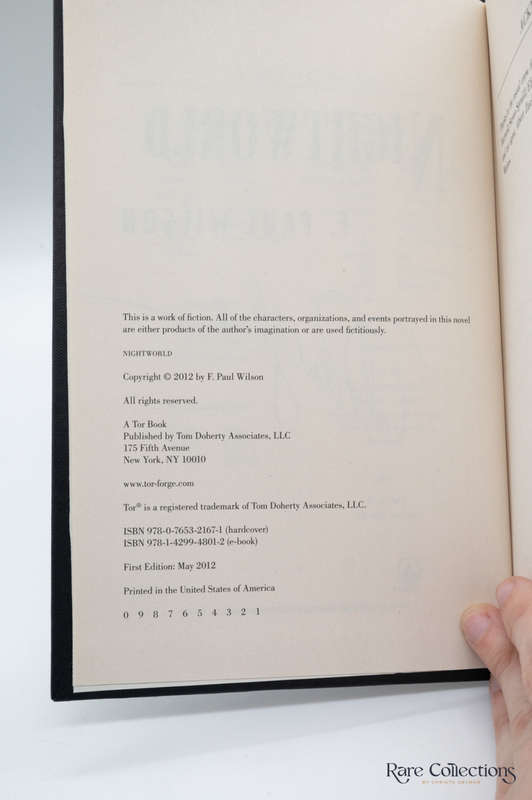 This is a work of fiction. All of the characters, organizations, and events portrayed in this novel
are either products of the author's imagination or are used fictitiously.
NIGHTWORLD
Copyright © 2012 by F. Paul Wilson
All rights reserved.
A Tor Book
Published by Tom Doherty Associates, LLC
175 Fifth Avenue
New York, NY 10010
www.tor-forge.com
Tor® is a registered trademark of Tom Doherty Associates, LLC.
ISBN 978-0-7653-2167-1 (hardcover)
ISBN 978-1-4299-4801-2 (e-book)
First Edition: May 2012
Printed in the United States of America
0 9 8 7 6 5 4 3 2 1
Rare Collections